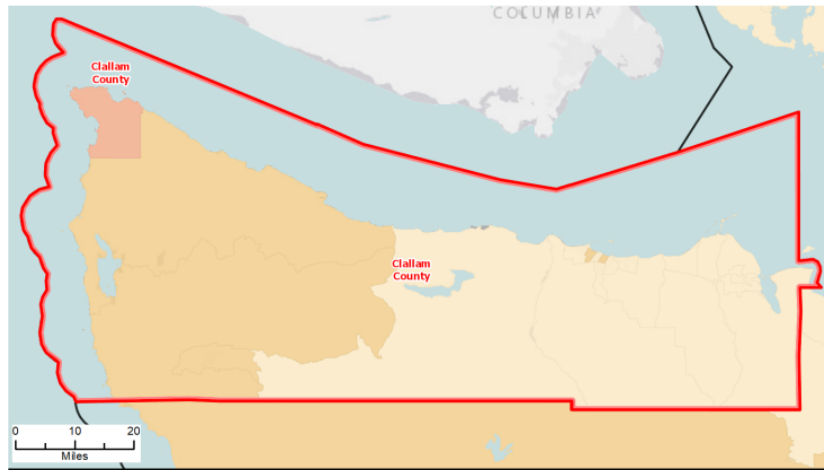 COLUMBIA
Clallam
County
Clallam
County
0 10 20
Miles